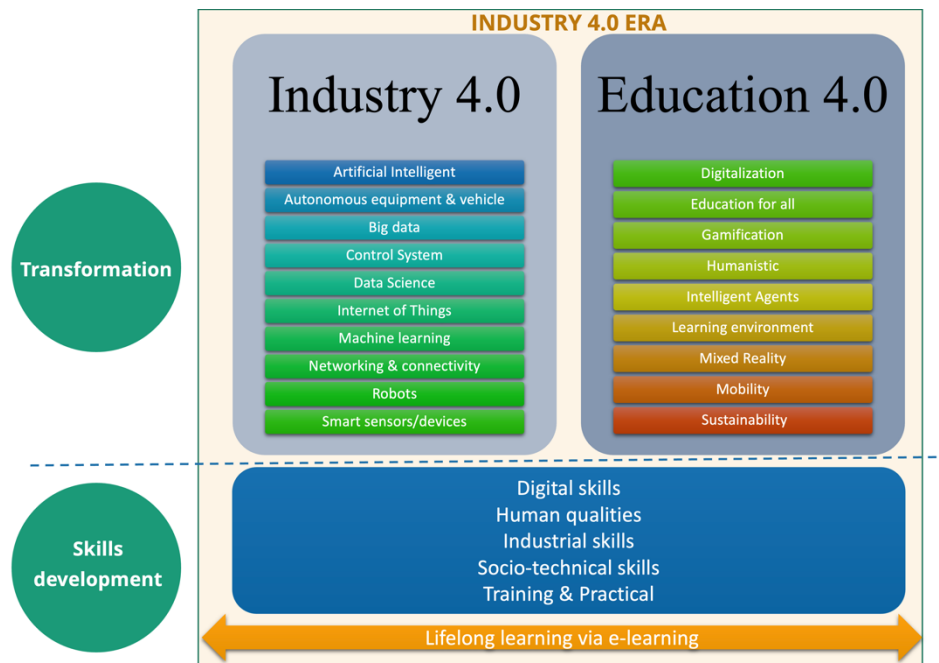 INDUSTRY 4.0 ERA
Industry 4.0
Artificial Intelligent
Autonomous equipment & vehicle
Big data
Control System
Data Science
Internet of Things
Machine learning
Networking & connectivity
Robots
Smart sensors/devices
Education 4.0
Digitalization
Education for all
Gamification
Humanistic
Intelligent Agents
Learning environment
Mixed Reality
Mobility
Sustainability
Transformation
Skills
development
Digital skills
Human qualities
Industrial skills
Socio-technical skills
Training & Practical
Lifelong learning via e-learning